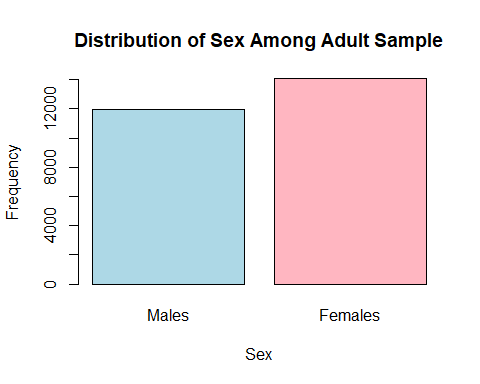 Distribution of Sex Among Adult Sample
Frequency
12000
8000
4000
0
Males Females
Sex